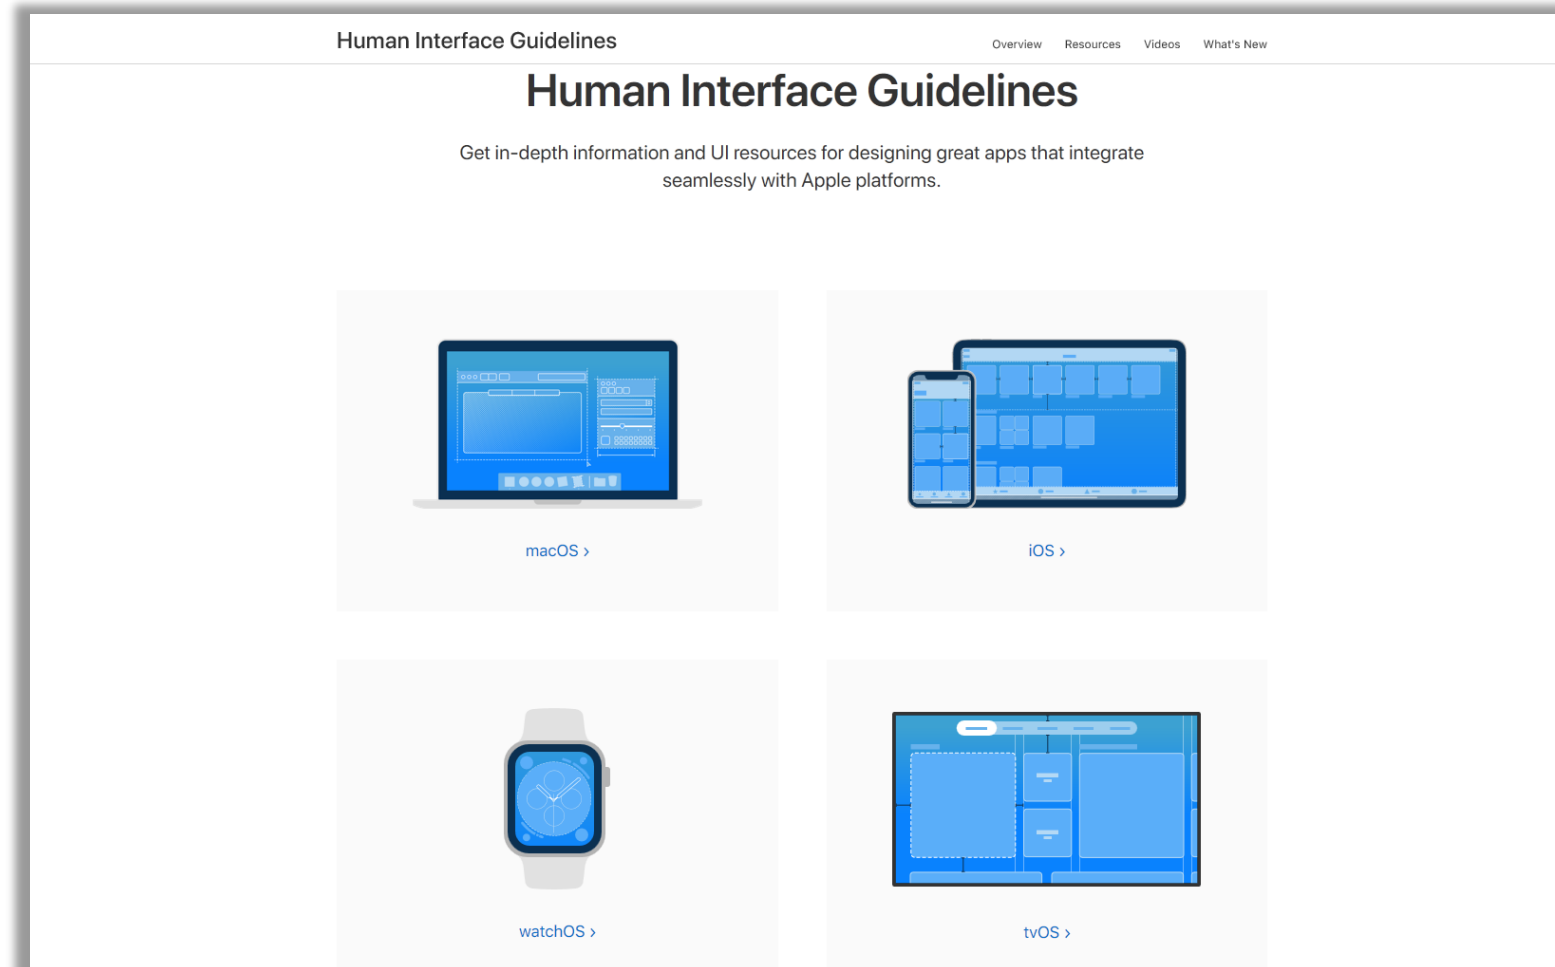 Human Interface Guidelines
Overview Resources Videos What's New
Human Interface Guidelines
Get in-depth information and UI resources for designing great apps that integrate
seamlessly with Apple platforms.
macOS >
iOS >
watchOS >
tvOS >